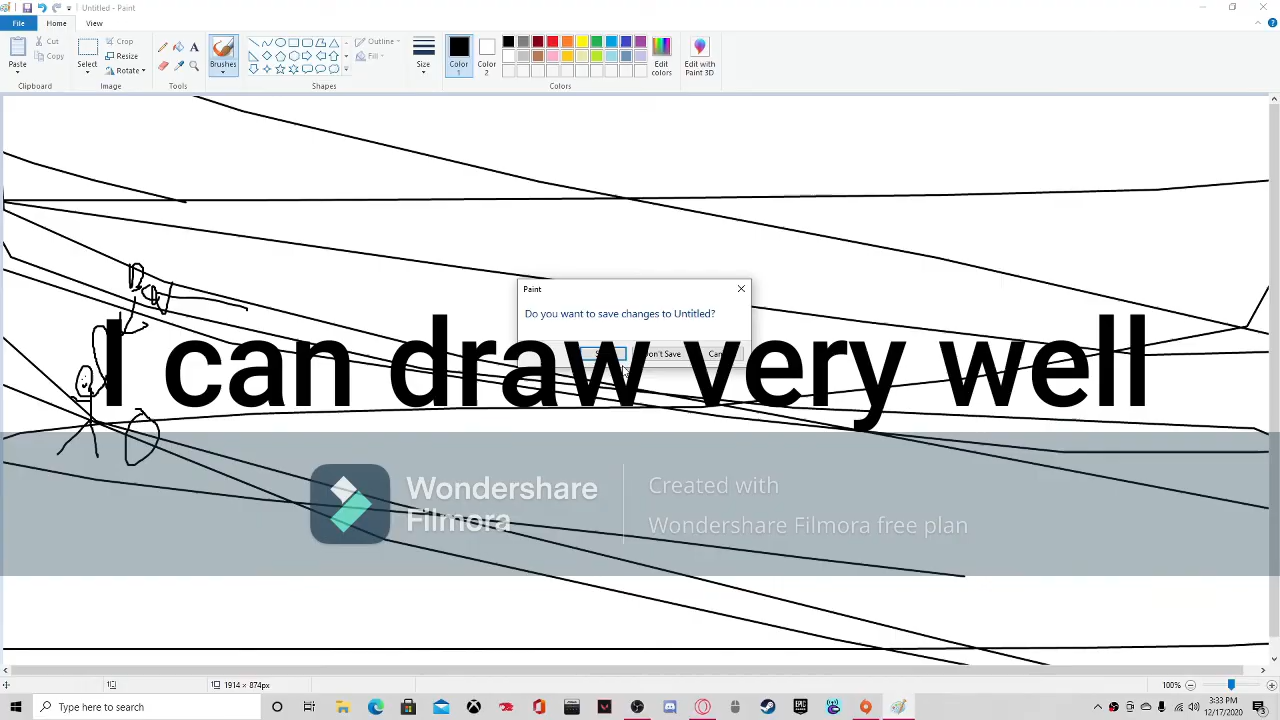 Untitled - Paint
File
Home
View
Paste
Cut
Copy
Clipboard
Select
Crop
Resize
Rotate
Image
A
Tools
Brushes
Outline
Fill
Shapes
Size
Color 1
Color 2
Edit colors
Colors
Edit with Paint 3D
Paint
Do you want to save changes to Untitled?
Don't Save
I can draw very well
Wondershare
Filmora
Created with
Wondershare Filmora free plan
1914 × 874px
100%
Type here to search
3:33 PM
12/17/2020